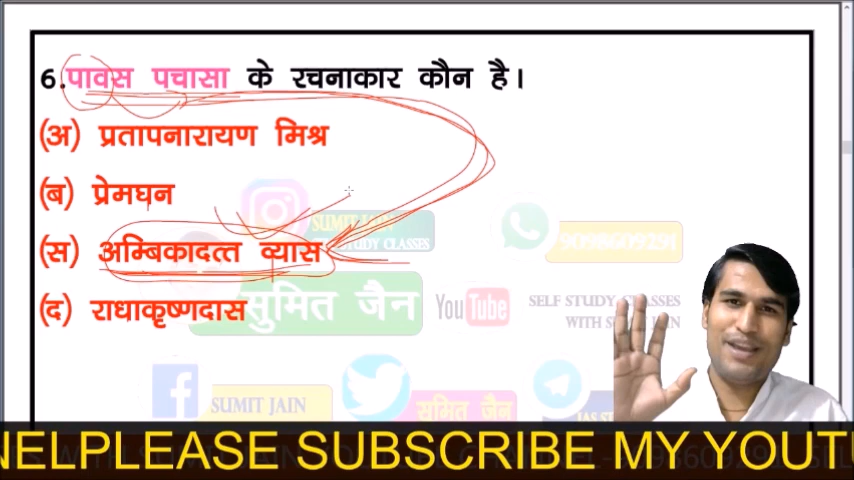 6.पावस पचासा के रचनाकार कौन है।
(अ) प्रतापनारायण मिश्र
(ब) प्रेमघन
(स) अम्बिकादत्त व्यास
(द) राधाकृष्णदास
SUMIT JAIN
STUDY CLASSES
9098609291
सुमित जैन
YouTube
SELF STUDY CLASSES
WITH SUMIT JAIN
SUMIT JAIN
सुमित जैन
NELPLEASE SUBSCRIBE MY YOUTU